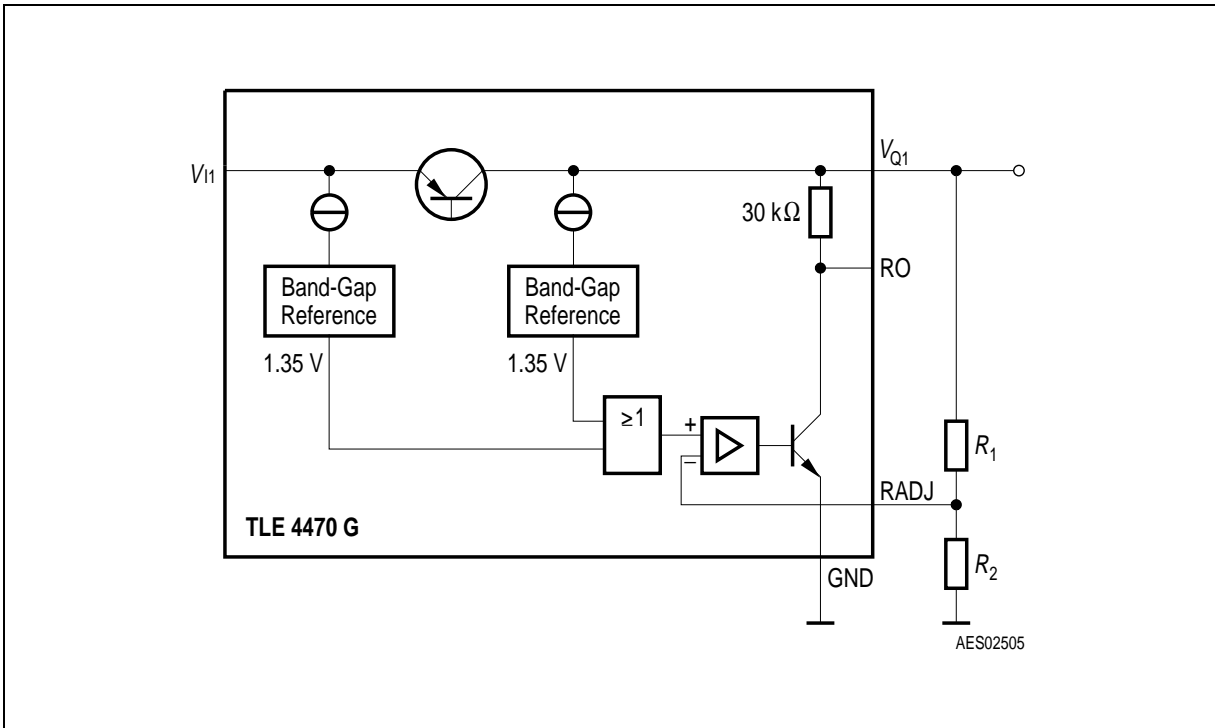 V_Q1
V_I1
30 kΩ
RO
Band-Gap
Reference
Band-Gap
Reference
1.35 V
1.35 V
≥1
+
–
R_1
RADJ
TLE 4470 G
R_2
GND
AES02505